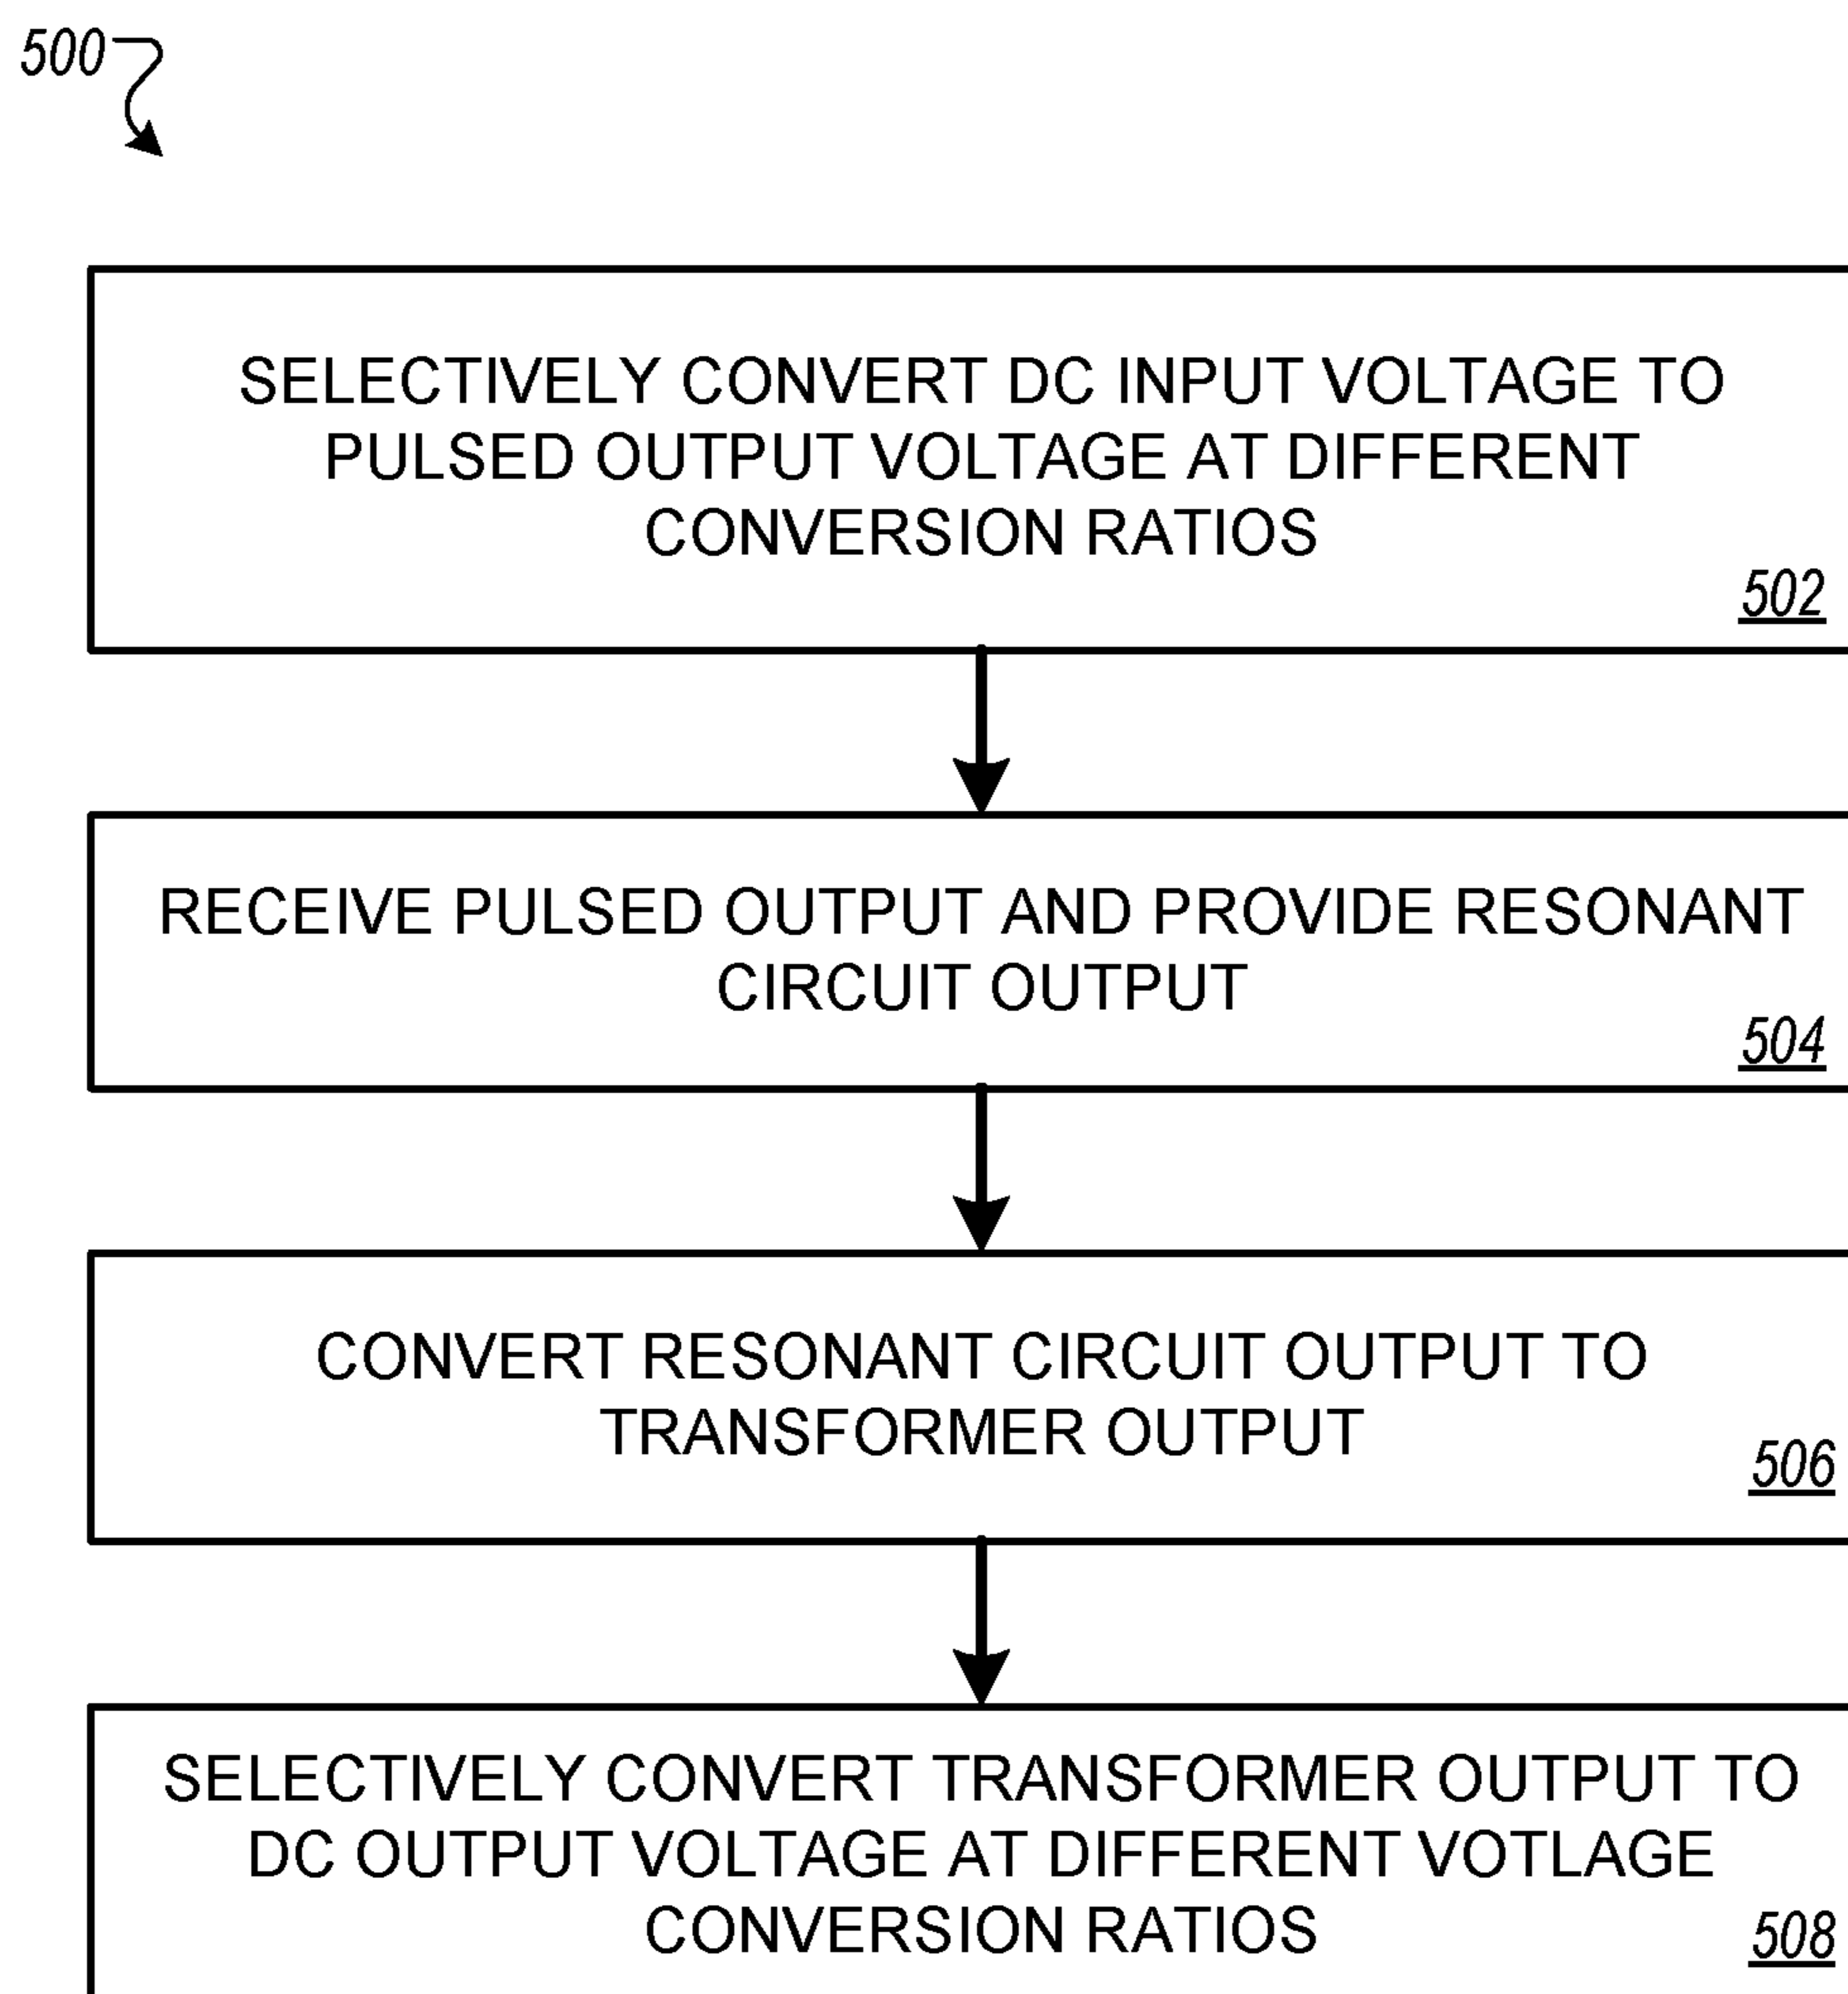 500
SELECTIVELY CONVERT DC INPUT VOLTAGE TO
PULSED OUTPUT VOLTAGE AT DIFFERENT
CONVERSION RATIOS
502
RECEIVE PULSED OUTPUT AND PROVIDE RESONANT
CIRCUIT OUTPUT
504
CONVERT RESONANT CIRCUIT OUTPUT TO
TRANSFORMER OUTPUT
506
SELECTIVELY CONVERT TRANSFORMER OUTPUT TO
DC OUTPUT VOLTAGE AT DIFFERENT VOTLAGE
CONVERSION RATIOS
508